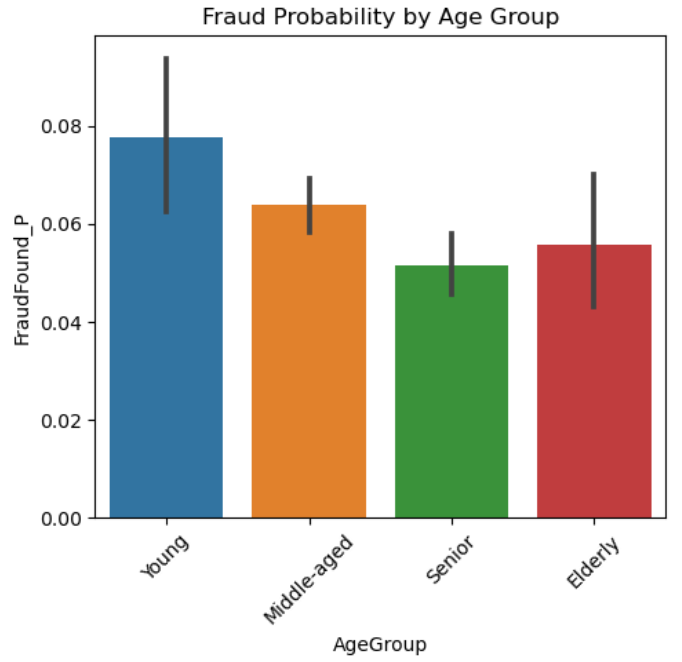 Fraud Probability by Age Group
FraudFound_P
0.08
0.06
0.04
0.02
0.00
Young
Middle-aged
Senior
Elderly
AgeGroup